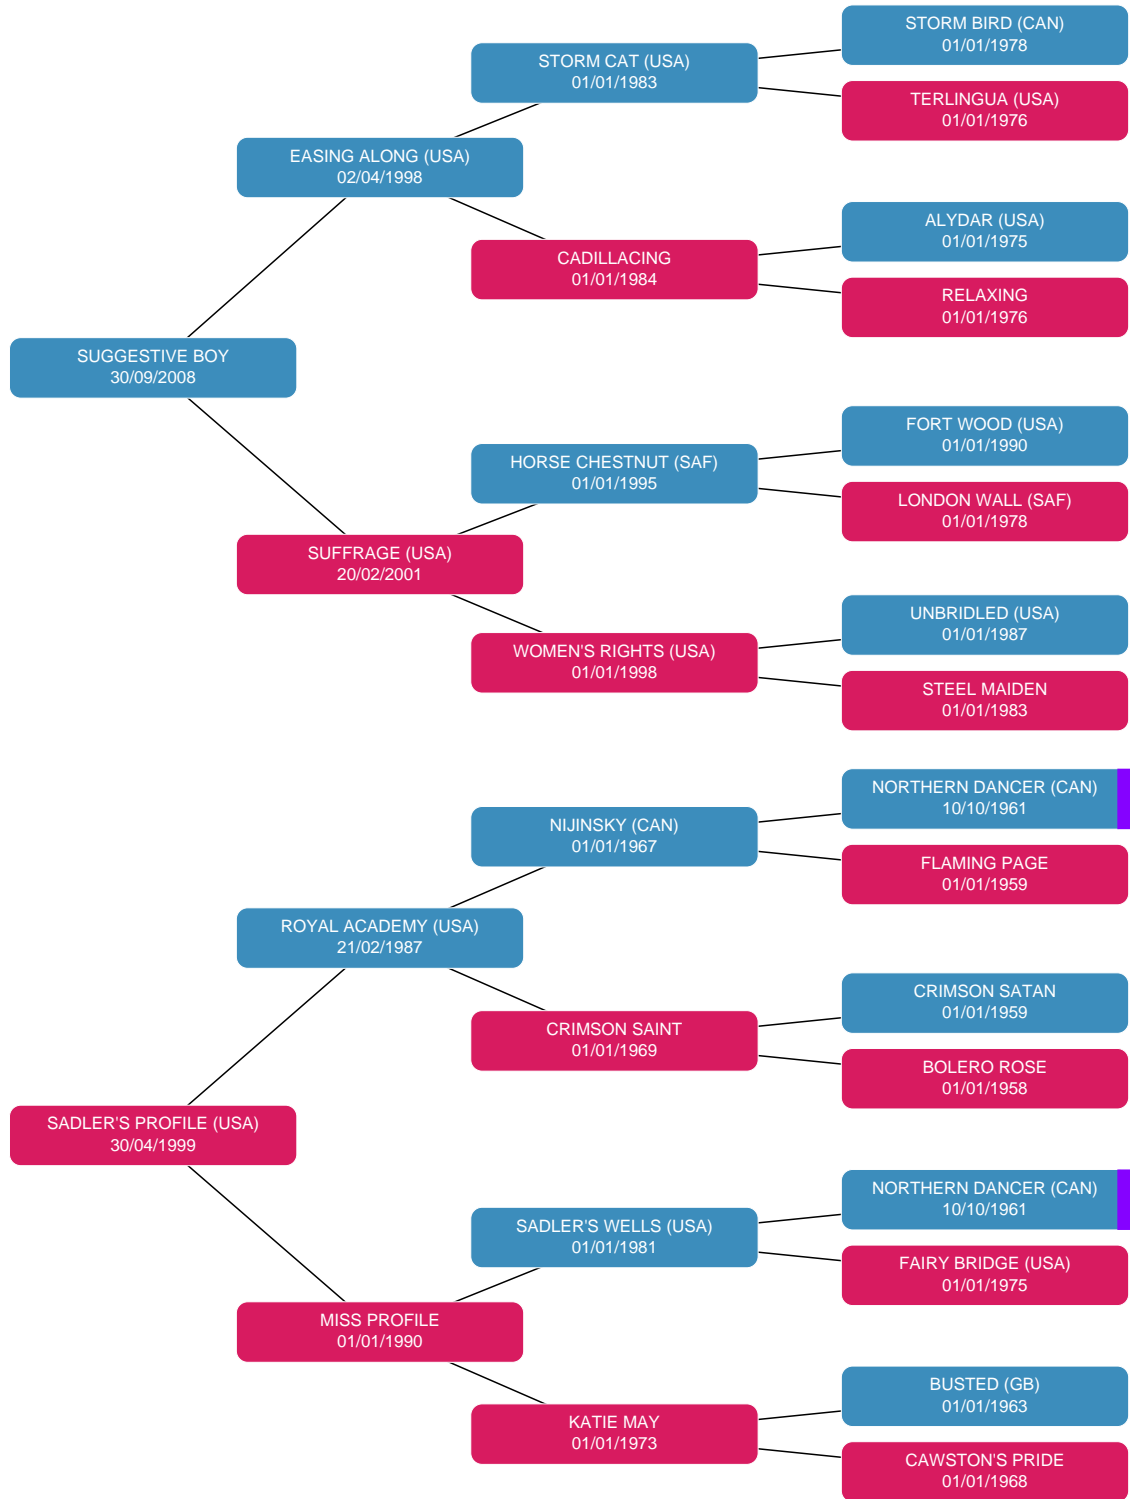 STORM BIRD (CAN)
01/01/1978
STORM CAT (USA)
01/01/1983
TERLINGUA (USA)
01/01/1976
EASING ALONG (USA)
02/04/1998
ALYDAR (USA)
01/01/1975
CADILLACING
01/01/1984
RELAXING
01/01/1976
SUGGESTIVE BOY
30/09/2008
FORT WOOD (USA)
01/01/1990
HORSE CHESTNUT (SAF)
01/01/1995
LONDON WALL (SAF)
01/01/1978
SUFFRAGE (USA)
20/02/2001
UNBRIDLED (USA)
01/01/1987
WOMEN'S RIGHTS (USA)
01/01/1998
STEEL MAIDEN
01/01/1983
NORTHERN DANCER (CAN)
10/10/1961
NIJINSKY (CAN)
01/01/1967
FLAMING PAGE
01/01/1959
ROYAL ACADEMY (USA)
21/02/1987
CRIMSON SATAN
01/01/1959
CRIMSON SAINT
01/01/1969
BOLERO ROSE
01/01/1958
SADLER'S PROFILE (USA)
30/04/1999
NORTHERN DANCER (CAN)
10/10/1961
SADLER'S WELLS (USA)
01/01/1981
FAIRY BRIDGE (USA)
01/01/1975
MISS PROFILE
01/01/1990
BUSTED (GB)
01/01/1963
KATIE MAY
01/01/1973
CAWSTON'S PRIDE
01/01/1968